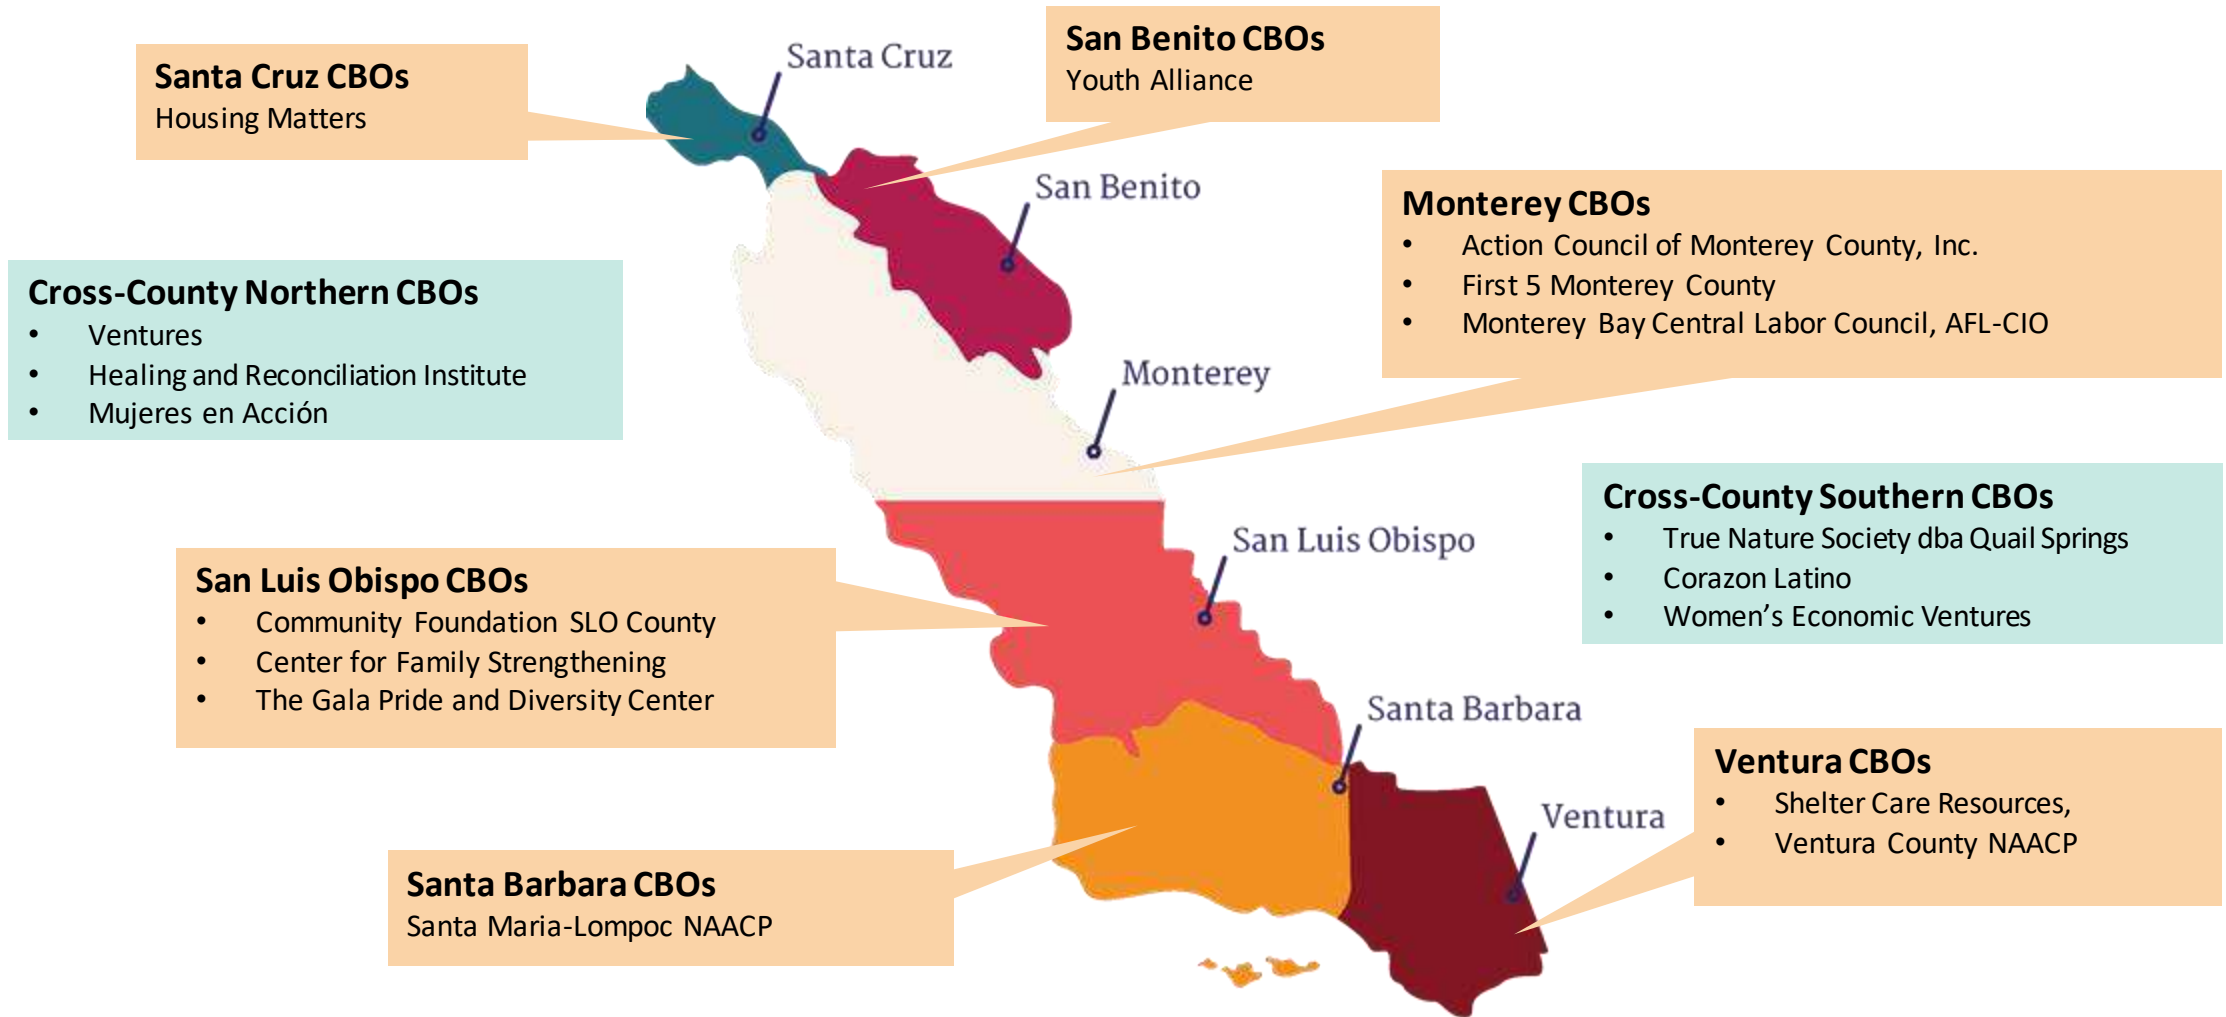 Santa Cruz CBOs
Housing Matters
Santa Cruz
San Benito CBOs
Youth Alliance
San Benito
Monterey CBOs
• Action Council of Monterey County, Inc.
• First 5 Monterey County
• Monterey Bay Central Labor Council, AFL-CIO
Cross-County Northern CBOs
• Ventures
• Healing and Reconciliation Institute
• Mujeres en Acción
Monterey
Cross-County Southern CBOs
• True Nature Society dba Quail Springs
• Corazon Latino
• Women’s Economic Ventures
San Luis Obispo
San Luis Obispo CBOs
• Community Foundation SLO County
• Center for Family Strengthening
• The Gala Pride and Diversity Center
Santa Barbara
Ventura CBOs
• Shelter Care Resources,
• Ventura County NAACP
Ventura
Santa Barbara CBOs
Santa Maria-Lompoc NAACP